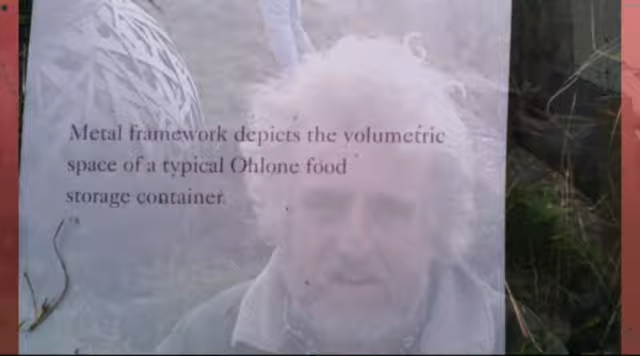 Metal framework depicts the volumetric
space of a typical Ohlone food
storage container.